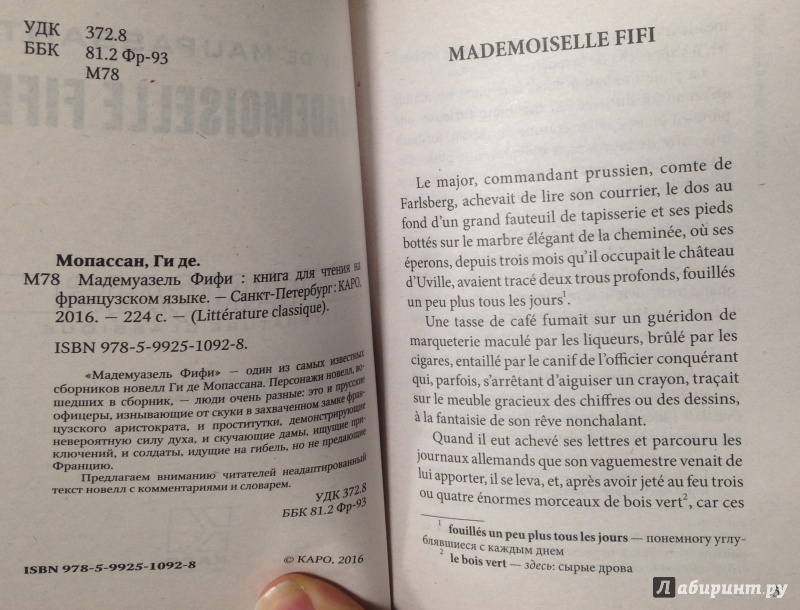 УДК 372.8
ББК 81.2 Фр-93
М78
MADEMOISELLE FIFI
Мопассан, Ги де.
М78 Мадемуазель Фифи : книга для чтения на
французском языке. — Санкт-Петербург : КАРО,
2016. — 224 с. — (Littérature classique).
ISBN 978-5-9925-1092-8.
«Мадемуазель Фифи» — один из самых известных
сборников новелл Ги де Мопассана. Персонажи новелл, во-
шедших в сборник, — люди очень разные: это и прусские
офицеры, изнывающие от скуки в захваченном замке фран-
цузского аристократа, и проститутки, демонстрирующие
невероятную силу духа, и скучающие дамы, ищущие при-
ключений, и солдаты, идущие на гибель, но не предающие
Францию.
Предлагаем вниманию читателей неадаптированный
текст новелл с комментариями и словарем.
УДК 372.8
ББК 81.2 Фр-93
ISBN 978-5-9925-1092-8
© КАРО, 2016
MADEMOISELLE FIFI
Le major, commandant prussien, comte de
Farlsberg, achevait de lire son courrier, le dos au
fond d'un grand fauteuil de tapisserie et ses pieds
bottés sur le marbre élégant de la cheminée, où ses
éperons, depuis trois mois qu'il occupait le château
d'Uville, avaient tracé deux trous profonds, fouillés
un peu plus tous les jours¹.
Une tasse de café fumait sur un guéridon de
marqueterie maculé par les liqueurs, brûlé par les
cigares, entaillé par le canif de l'officier conquérant
qui, parfois, s'arrêtant d'aiguiser un crayon, traçait
sur le meuble gracieux des chiffres ou des dessins,
à la fantaisie de son rêve nonchalant.
Quand il eut achevé ses lettres et parcouru les
journaux allemands que son vaguemestre venait de
lui apporter, il se leva, et, après avoir jeté au feu trois
ou quatre énormes morceaux de bois vert², car ces
¹ fouillés un peu plus tous les jours — понемногу углу-
блявшиеся с каждым днем
² le bois vert — здесь: сырые дрова
3
Лабиринт.ру